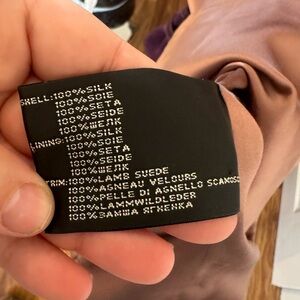 SHELL:100%SILK
100%SOIE
100%SETA
100%SEIDE
100%ШЕЛК
LINING:100%SILK
100%SOIE
100%SETA
100%SEIDE
100%ШЕЛК
TRIM:100%LAMB SUEDE
100%AGNEAU VELOURS
100%PELLE DI AGNELLO SCAMOSC
100%LAMMWILDLEDER
100%ЗАМША ЯГНЕНКА